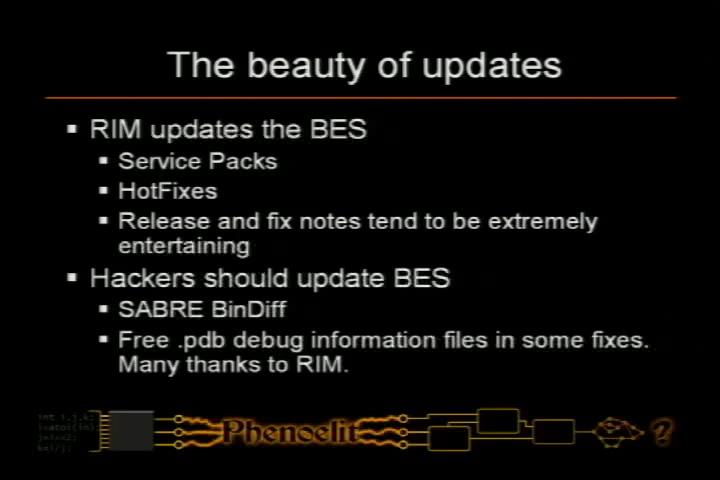 The beauty of updates
▪ RIM updates the BES
▪ Service Packs
▪ HotFixes
▪ Release and fix notes tend to be extremely
entertaining
▪ Hackers should update BES
▪ SABRE BinDiff
▪ Free .pdb debug information files in some fixes.
Many thanks to RIM.
int i,j,k;
Phenoelit
?